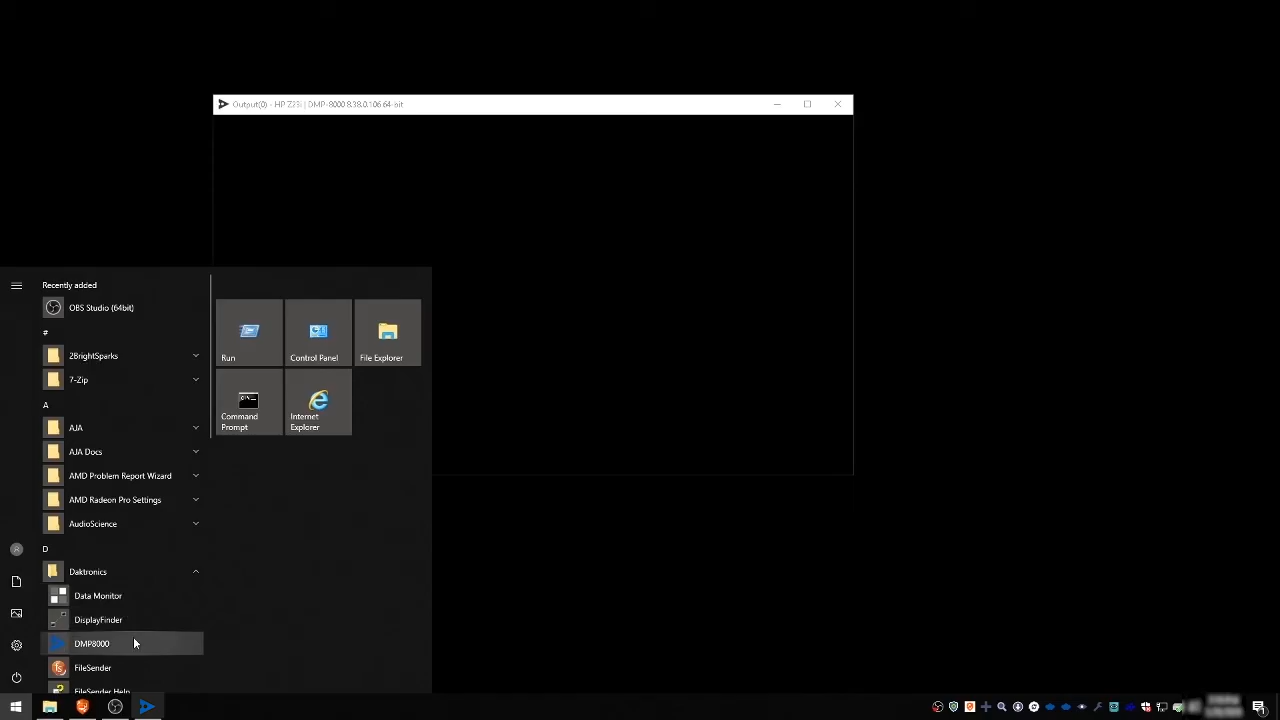 Output(0) - HP Z23i | DMP-8000 8.38.0.106 64-bit
Recently added
OBS Studio (64bit)
#
2BrightSparks
7-Zip
A
AJA
AJA Docs
AMD Problem Report Wizard
AMD Radeon Pro Settings
AudioScience
D
Daktronics
Data Monitor
DisplayFinder
DMP8000
FileSender
FileSender Help
Run
Control Panel
File Explorer
Command
Prompt
Internet
Explorer